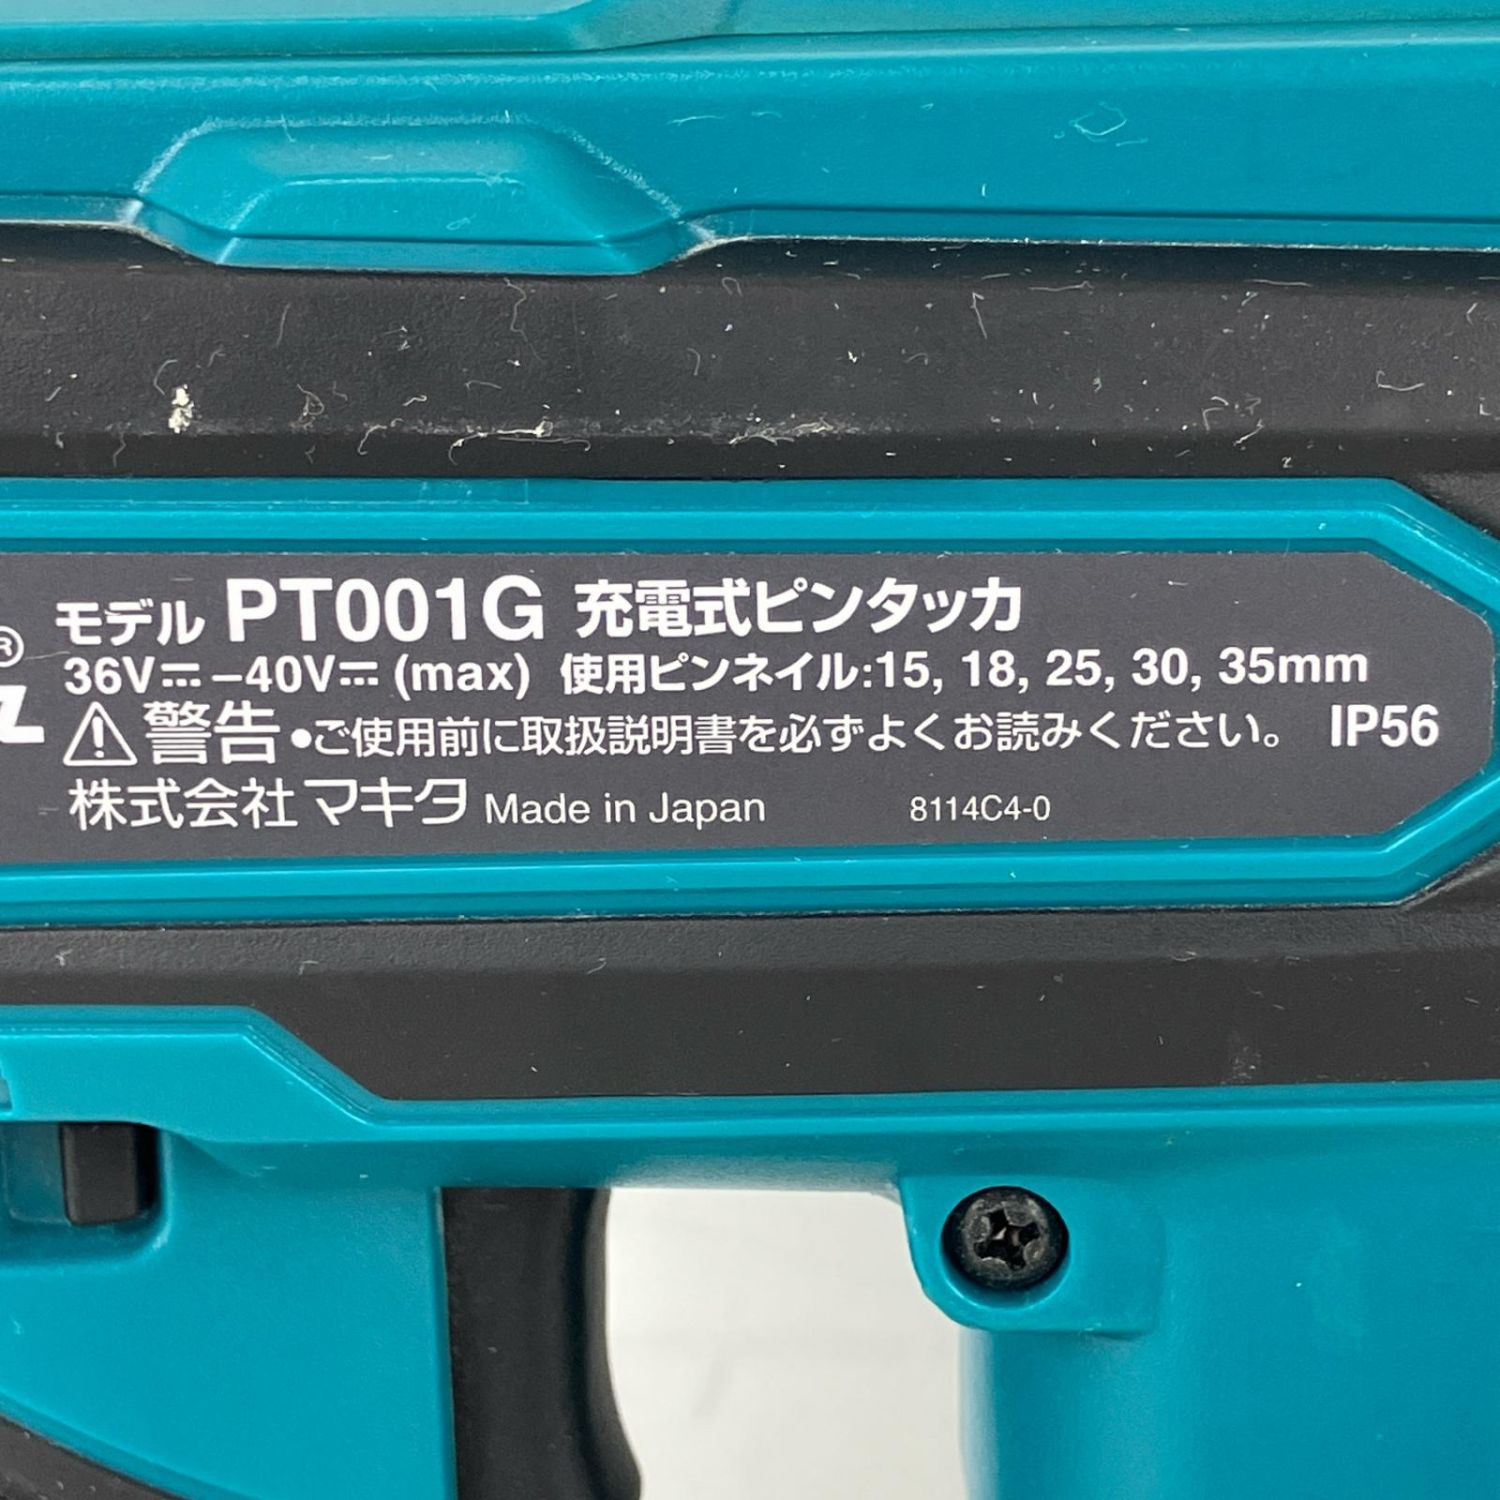 モデル PT001G 充電式ピンタッカ
36V⎓–40V⎓ (max) 使用ピンネイル:15, 18, 25, 30, 35mm
⚠警告 •ご使用前に取扱説明書を必ずよくお読みください。 IP56
株式会社マキタ Made in Japan 8114C4-0